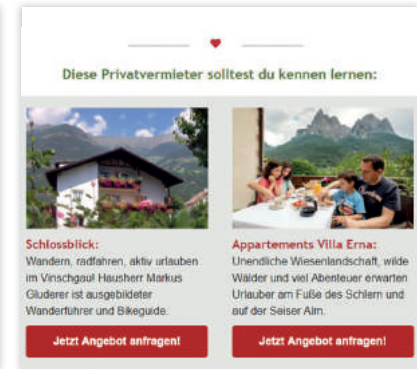 Diese Privatvermieter solltest du kennen lernen:
Schlossblick:
Wandern, radfahren, aktiv urlauben
im Vinschgau! Hausherr Markus
Gluderer ist ausgebildeter
Wanderführer und Bikeguide.
Jetzt Angebot anfragen!
Appartements Villa Erna:
Unendliche Wiesenlandschaft, wilde
Wälder und viel Abenteuer erwarten
Urlauber am Fuße des Schlern und
auf der Seiser Alm.
Jetzt Angebot anfragen!